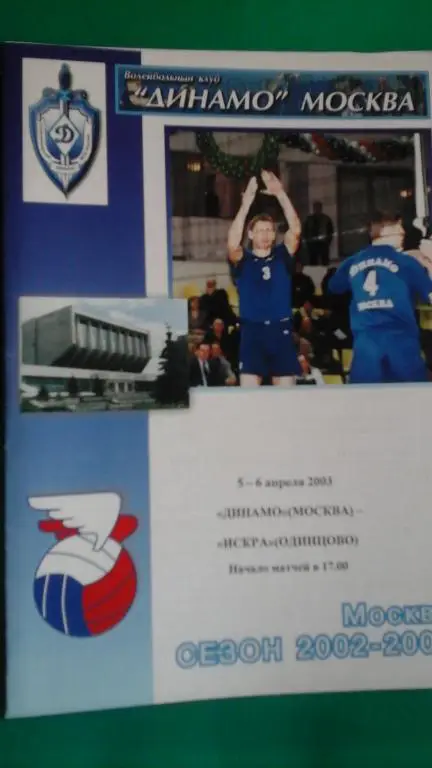 Волейбольный клуб
"ДИНАМО" МОСКВА
Д
3
ДИНАМО
4
МОСКВА
5 – 6 апреля 2003
«ДИНАМО»(МОСКВА) –
«ИСКРА»(ОДИНЦОВО)
Начало матчей в 17.00
Москв
СЕЗОН 2002-200